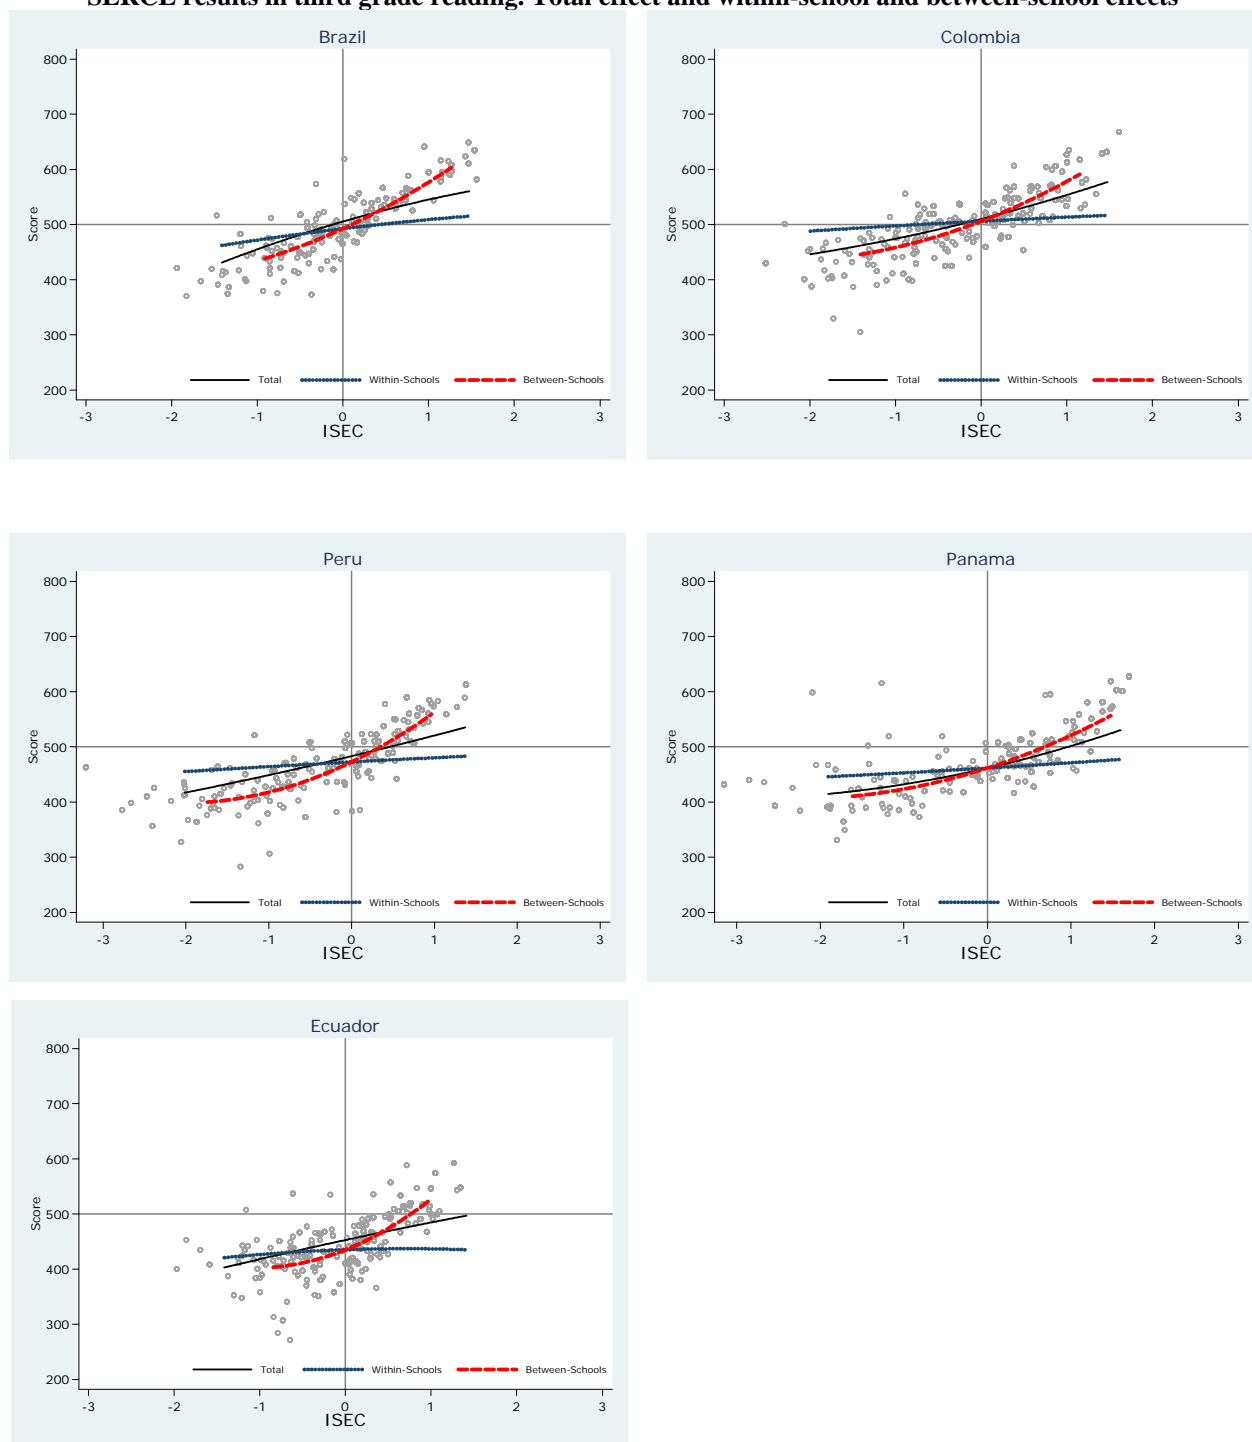 SERCE results in third grade reading: Total effect and within-school and between-school effects
Brazil
800
700
600
500
400
300
200
Score
-3 -2 -1 0 1 2 3
ISEC
Total Within-Schools Between-Schools
Colombia
800
700
600
500
400
300
200
Score
-3 -2 -1 0 1 2 3
ISEC
Total Within-Schools Between-Schools
Peru
800
700
600
500
400
300
200
Score
-3 -2 -1 0 1 2 3
ISEC
Total Within-Schools Between-Schools
Panama
800
700
600
500
400
300
200
Score
-3 -2 -1 0 1 2 3
ISEC
Total Within-Schools Between-Schools
Ecuador
800
700
600
500
400
300
200
Score
-3 -2 -1 0 1 2 3
ISEC
Total Within-Schools Between-Schools